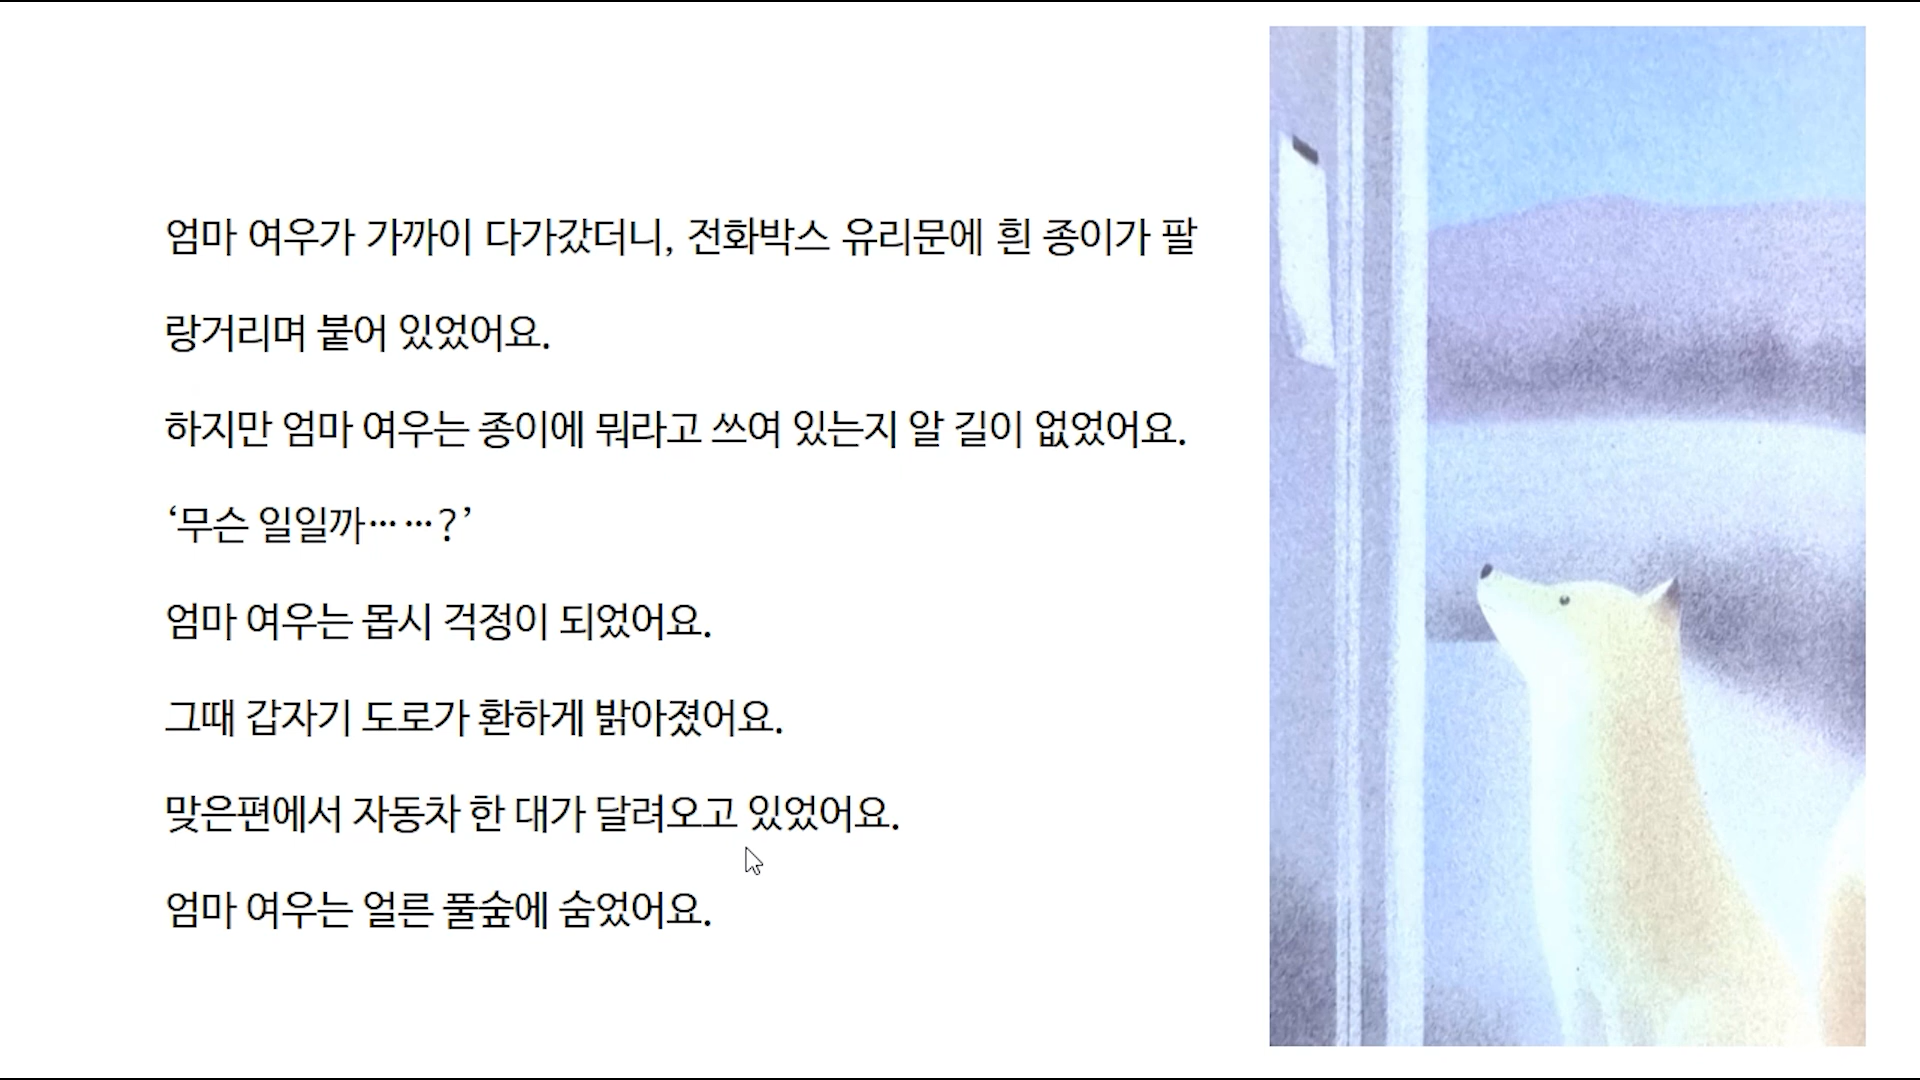 엄마 여우가 가까이 다가갔더니, 전화박스 유리문에 흰 종이가 팔
랑거리며 붙어 있었어요.
하지만 엄마 여우는 종이에 뭐라고 쓰여 있는지 알 길이 없었어요.
‘무슨 일일까⋯⋯?’
엄마 여우는 몹시 걱정이 되었어요.
그때 갑자기 도로가 환하게 밝아졌어요.
맞은편에서 자동차 한 대가 달려오고 있었어요.
엄마 여우는 얼른 풀숲에 숨었어요.